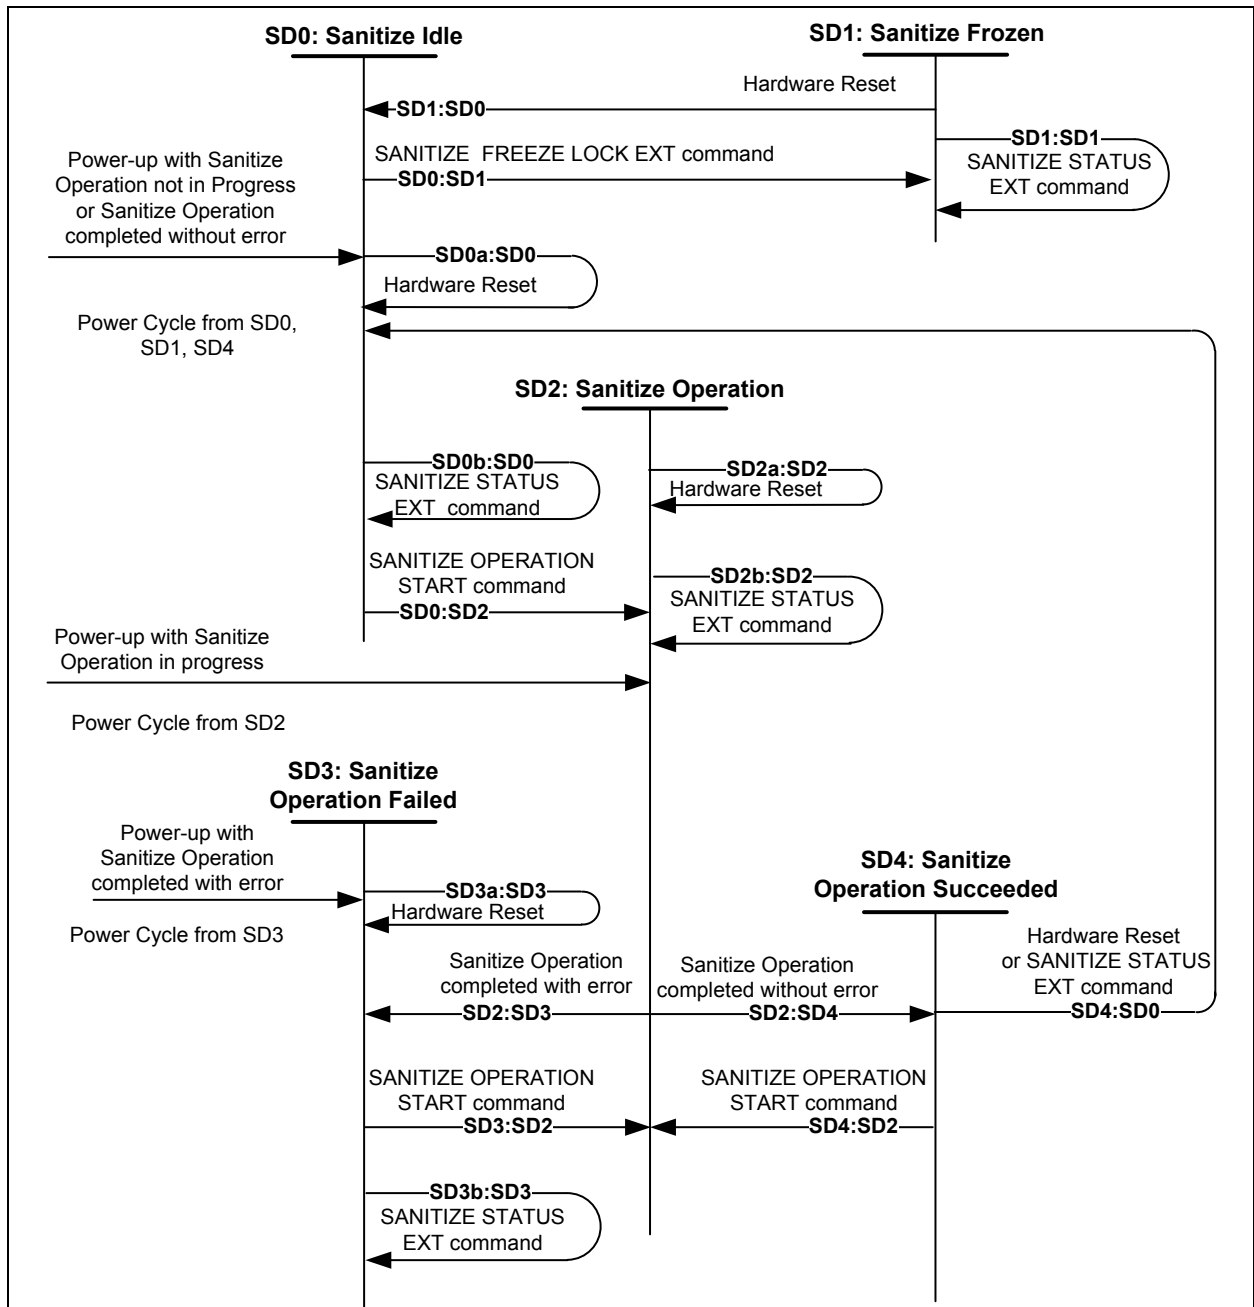 SD0: Sanitize Idle
SD1: Sanitize Frozen
Hardware Reset
SD1:SD0
SD1:SD1
SANITIZE STATUS
EXT command
Power-up with Sanitize
Operation not in Progress
or Sanitize Operation
completed without error
SANITIZE FREEZE LOCK EXT command
SD0:SD1
SD0a:SD0
Hardware Reset
Power Cycle from SD0,
SD1, SD4
SD2: Sanitize Operation
SD0b:SD0
SANITIZE STATUS
EXT command
SD2a:SD2
Hardware Reset
SANITIZE OPERATION
START command
SD0:SD2
SD2b:SD2
SANITIZE STATUS
EXT command
Power-up with Sanitize
Operation in progress
Power Cycle from SD2
SD3: Sanitize
Operation Failed
Power-up with
Sanitize Operation
completed with error
SD3a:SD3
Hardware Reset
Power Cycle from SD3
SD4: Sanitize
Operation Succeeded
Sanitize Operation
completed with error
SD2:SD3
Sanitize Operation
completed without error
SD2:SD4
Hardware Reset
or SANITIZE STATUS
EXT command
SD4:SD0
SANITIZE OPERATION
START command
SD3:SD2
SANITIZE OPERATION
START command
SD4:SD2
SD3b:SD3
SANITIZE STATUS
EXT command